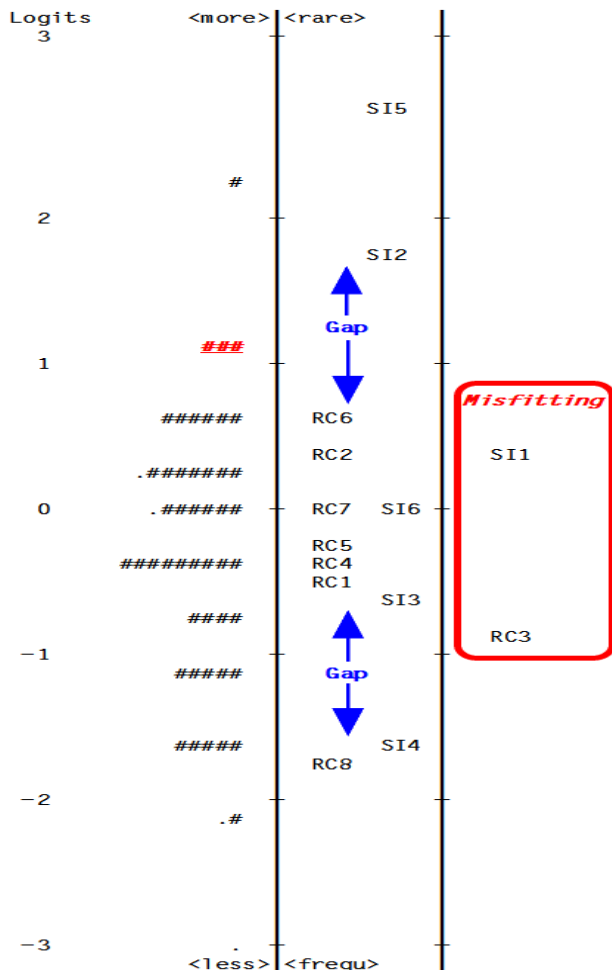 Logits <more> <rare>
3
SI5
#
2
SI2
Gap
###
1
Misfitting
###### RC6
RC2 SI1
.#######
0 .###### RC7 SI6
RC5
######### RC4
RC1
SI3
####
RC3
-1
##### Gap
##### SI4
RC8
-2
.#
-3 .
<less> <frequ>